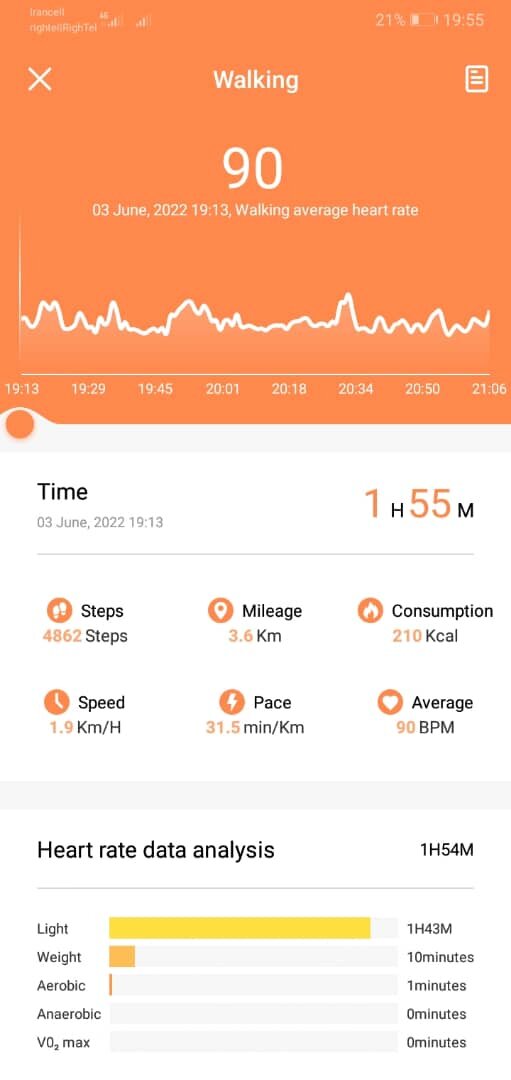 Irancell
rightellRighTel
4G
21% 19:55
Walking
90
03 June, 2022 19:13, Walking average heart rate
19:13 19:29 19:45 20:01 20:18 20:34 20:50 21:06
Time
1 H 55 M
03 June, 2022 19:13
Steps Mileage Consumption
4862 Steps 3.6 Km 210 Kcal
Speed Pace Average
1.9 Km/H 31.5 min/Km 90 BPM
Heart rate data analysis 1H54M
Light 1H43M
Weight 10minutes
Aerobic 1minutes
Anaerobic 0minutes
V0₂ max 0minutes